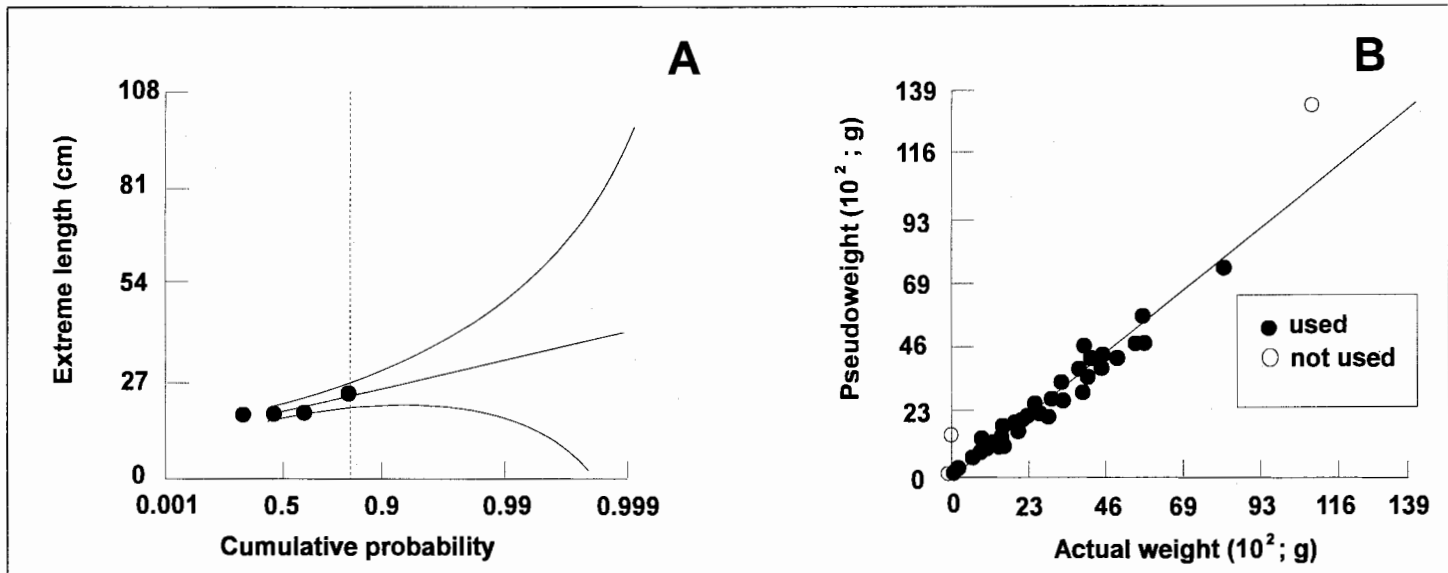 A
108
81
54
27
0
Extreme length (cm)
0.001 0.5 0.9 0.99 0.999
Cumulative probability
B
139
116
93
69
46
23
0
Pseudoweight (10²; g)
used
not used
0 23 46 69 93 116 139
Actual weight (10²; g)